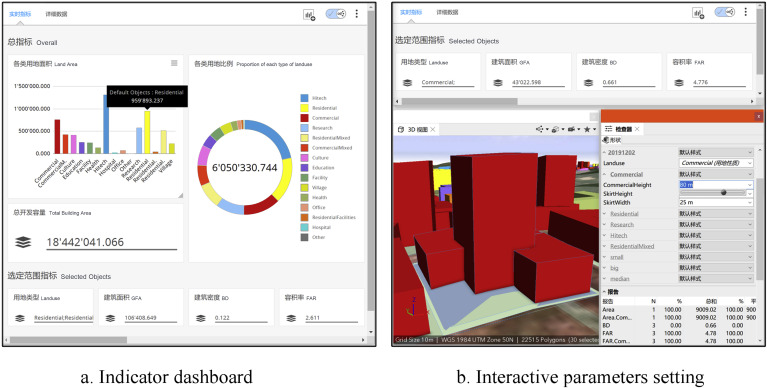 实时指标 详细数据
总指标 Overall
各类用地面积 Land Area
1'500'000.000
1'000'000.000
500'000.000
0.000
Default Objects : Residential
959'893.237
Commercial
CommercialM.
Culture
Education
Facility
Health
Hitech
Hospital
Office
Other
Research
Residential
Residential.
Residential.
Village
各类用地比例 Proportion of each type of landuse
6'050'330.744
Hitech
Residential
Commercial
Research
ResidentialMixed
CommercialMixed
Culture
Education
Facility
Village
Health
Office
ResidentialFacilities
Hospital
Other
总开发容量 Total Building Area
18'442'041.066
选定范围指标 Selected Objects
用地类型 Landuse
Residential;Residential
建筑面积 GFA
106'408.649
建筑密度 BD
0.122
容积率 FAR
2.611
a. Indicator dashboard
实时指标 详细数据
选定范围指标 Selected Objects
用地类型 Landuse
Commercial;
建筑面积 GFA
43'022.598
建筑密度 BD
0.661
容积率 FAR
4.776
3D 视图
Grid Size 10m | WGS 1984 UTM Zone 50N | 22515 Polygons (30 selected
检查器
形状
20191202 默认样式
Landuse Commercial (用地性质)
Commercial 默认样式
CommercialHeight 80 m
SkirtHeight
SkirtWidth 25 m
Residential 默认样式
Research 默认样式
Hitech 默认样式
ResidentialMixed 默认样式
small 默认样式
big 默认样式
median 默认样式
报告
报告 N % 总和 % 平
Area 1 100.00 9009.02 100.00 900
Area.Com... 1 100.00 9009.02 100.00 900
BD 3 0.00 0.66 0.00
FAR 3 100.00 4.78 100.00
FAR.Com... 3 100.00 4.78 100.00
b. Interactive parameters setting